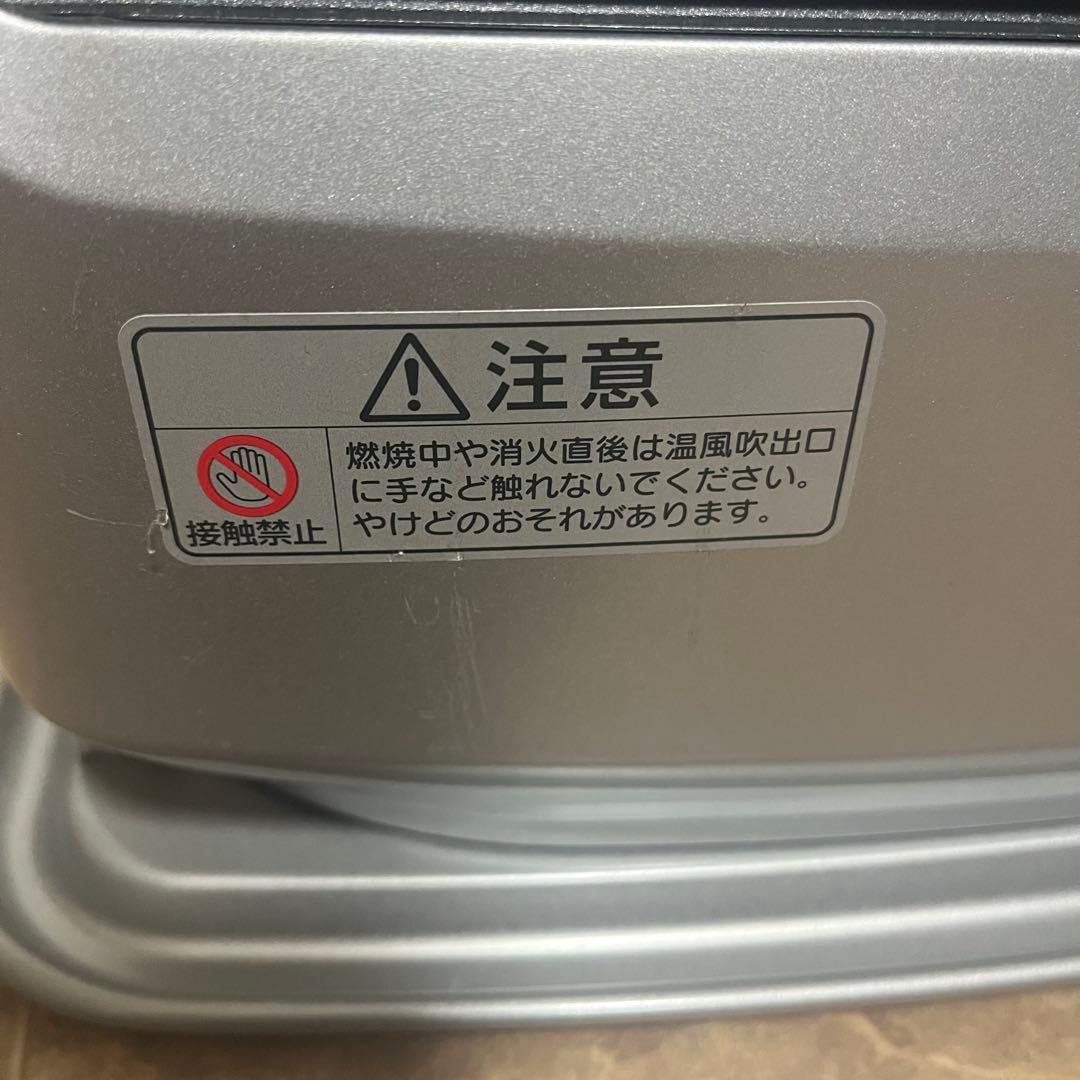 注意
燃焼中や消火直後は温風吹出口
に手など触れないでください。
やけどのおそれがあります。
接触禁止